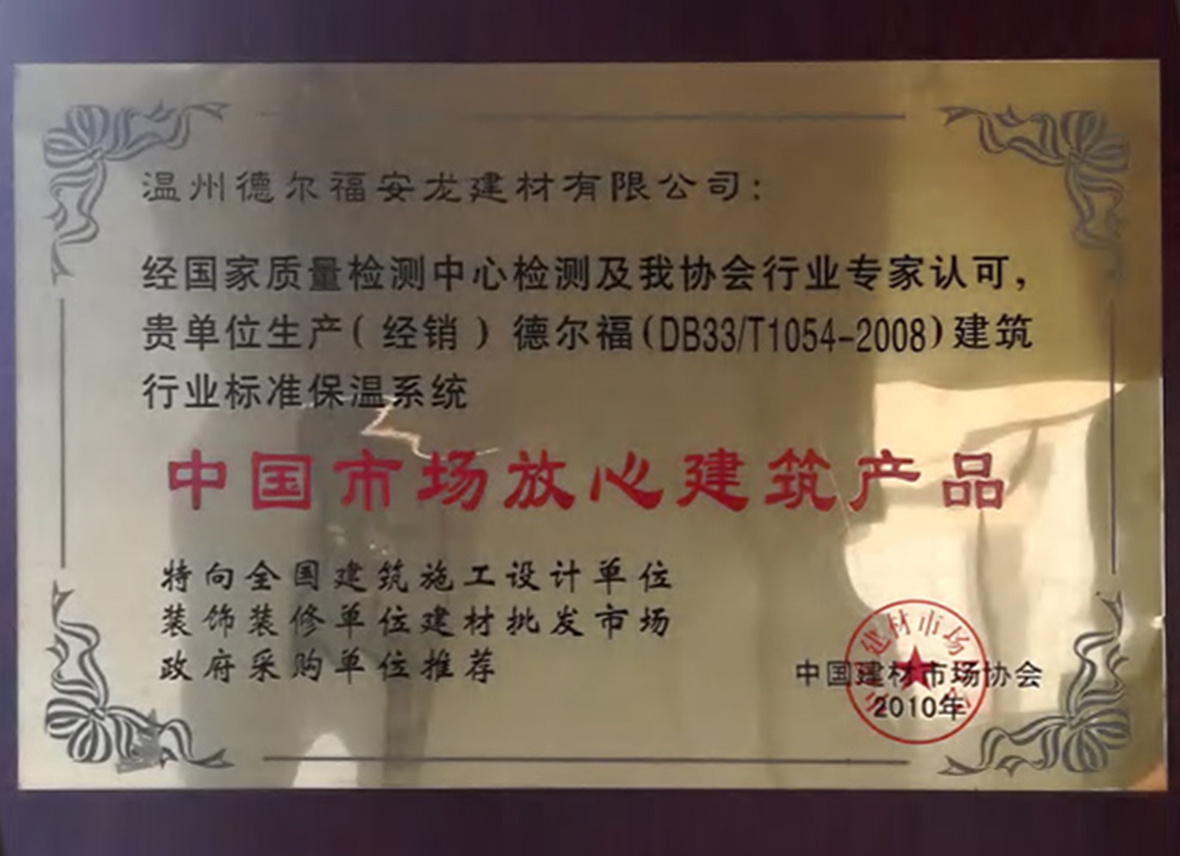 温州德尔福安龙建材有限公司：
经国家质量检测中心检测及我协会行业专家认可，
贵单位生产（经销）德尔福(DB33/T1054-2008)建筑
行业标准保温系统
中国市场放心建筑产品
特向全国建筑施工设计单位
装饰装修单位建材批发市场
政府采购单位推荐
建材市场
中国建材市场协会
2010年